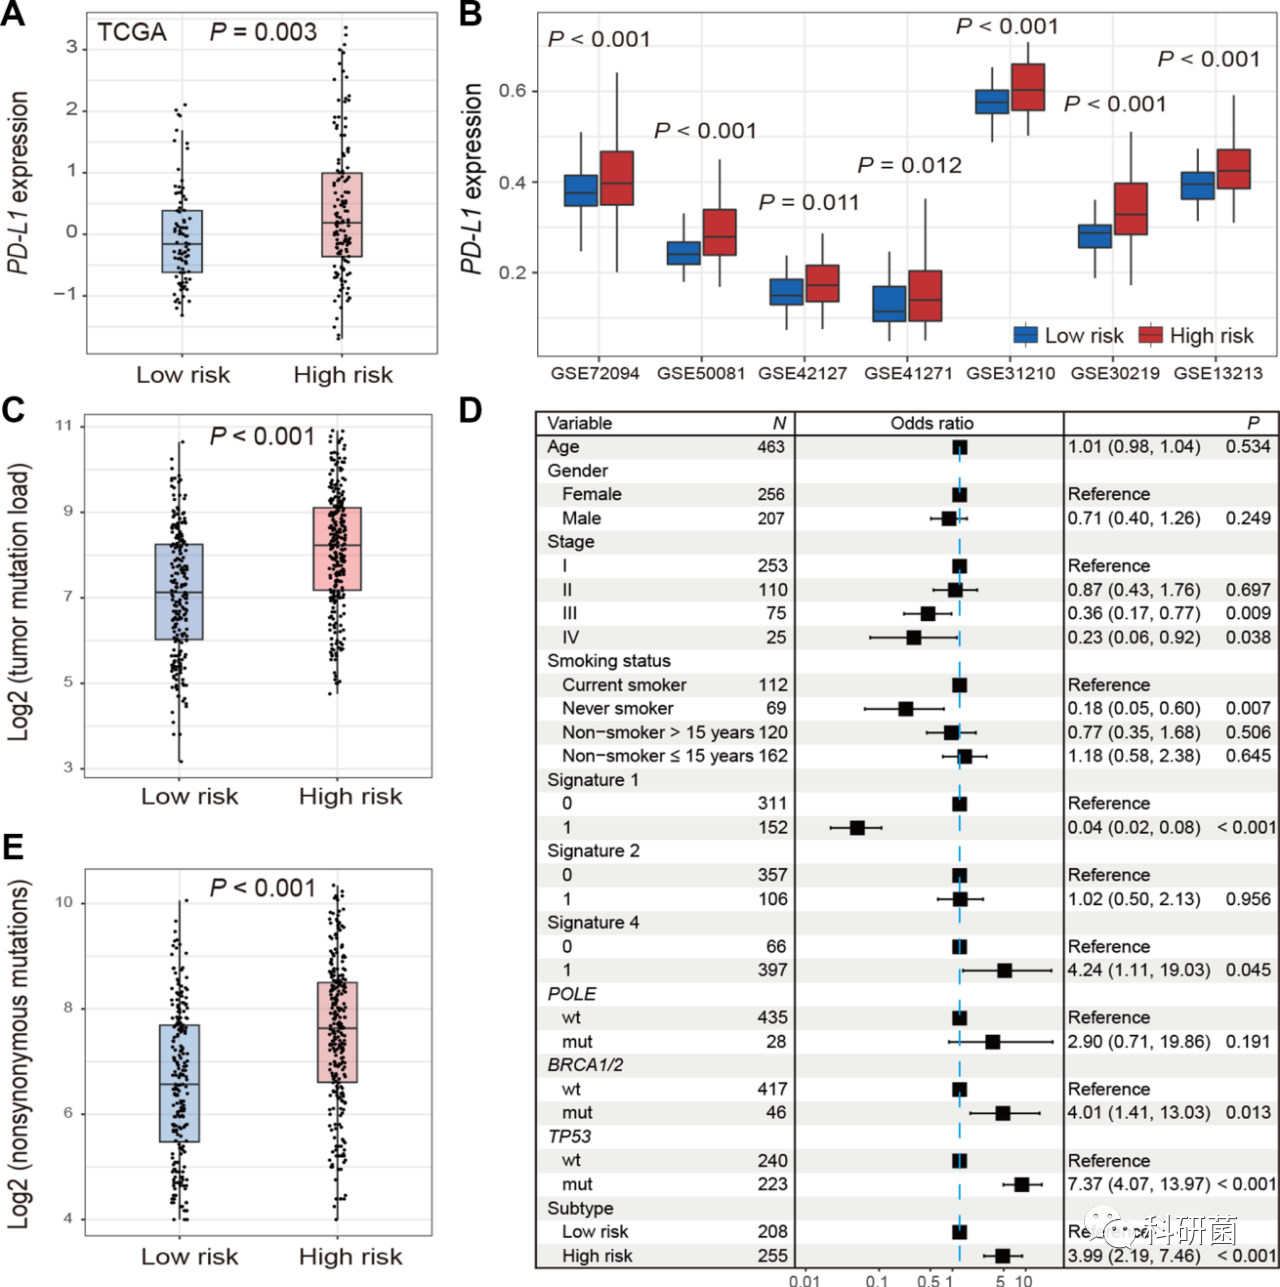 A
TCGA P = 0.003
PD-L1 expression
3
2
1
0
−1
Low risk High risk
B
PD-L1 expression
0.6
0.4
0.2
P < 0.001
P < 0.001
P = 0.011
P = 0.012
P < 0.001
P < 0.001
P < 0.001
Low risk High risk
GSE72094 GSE50081 GSE42127 GSE41271 GSE31210 GSE30219 GSE13213
C
P < 0.001
Log2 (tumor mutation load)
11
9
7
5
3
Low risk High risk
D
Variable N Odds ratio P
Age 463 1.01 (0.98, 1.04) 0.534
Gender
Female 256 Reference
Male 207 0.71 (0.40, 1.26) 0.249
Stage
I 253 Reference
II 110 0.87 (0.43, 1.76) 0.697
III 75 0.36 (0.17, 0.77) 0.009
IV 25 0.23 (0.06, 0.92) 0.038
Smoking status
Current smoker 112 Reference
Never smoker 69 0.18 (0.05, 0.60) 0.007
Non−smoker > 15 years 120 0.77 (0.35, 1.68) 0.506
Non−smoker ≤ 15 years 162 1.18 (0.58, 2.38) 0.645
Signature 1
0 311 Reference
1 152 0.04 (0.02, 0.08) < 0.001
Signature 2
0 357 Reference
1 106 1.02 (0.50, 2.13) 0.956
Signature 4
0 66 Reference
1 397 4.24 (1.11, 19.03) 0.045
POLE
wt 435 Reference
mut 28 2.90 (0.71, 19.86) 0.191
BRCA1/2
wt 417 Reference
mut 46 4.01 (1.41, 13.03) 0.013
TP53
wt 240 Reference
mut 223 7.37 (4.07, 13.97) < 0.001
Subtype
Low risk 208 Reference
High risk 255 3.99 (2.19, 7.46) < 0.001
0.01 0.1 0.5 1 5 10
科研菌
E
P < 0.001
Log2 (nonsynonymous mutations)
10
8
6
4
Low risk High risk